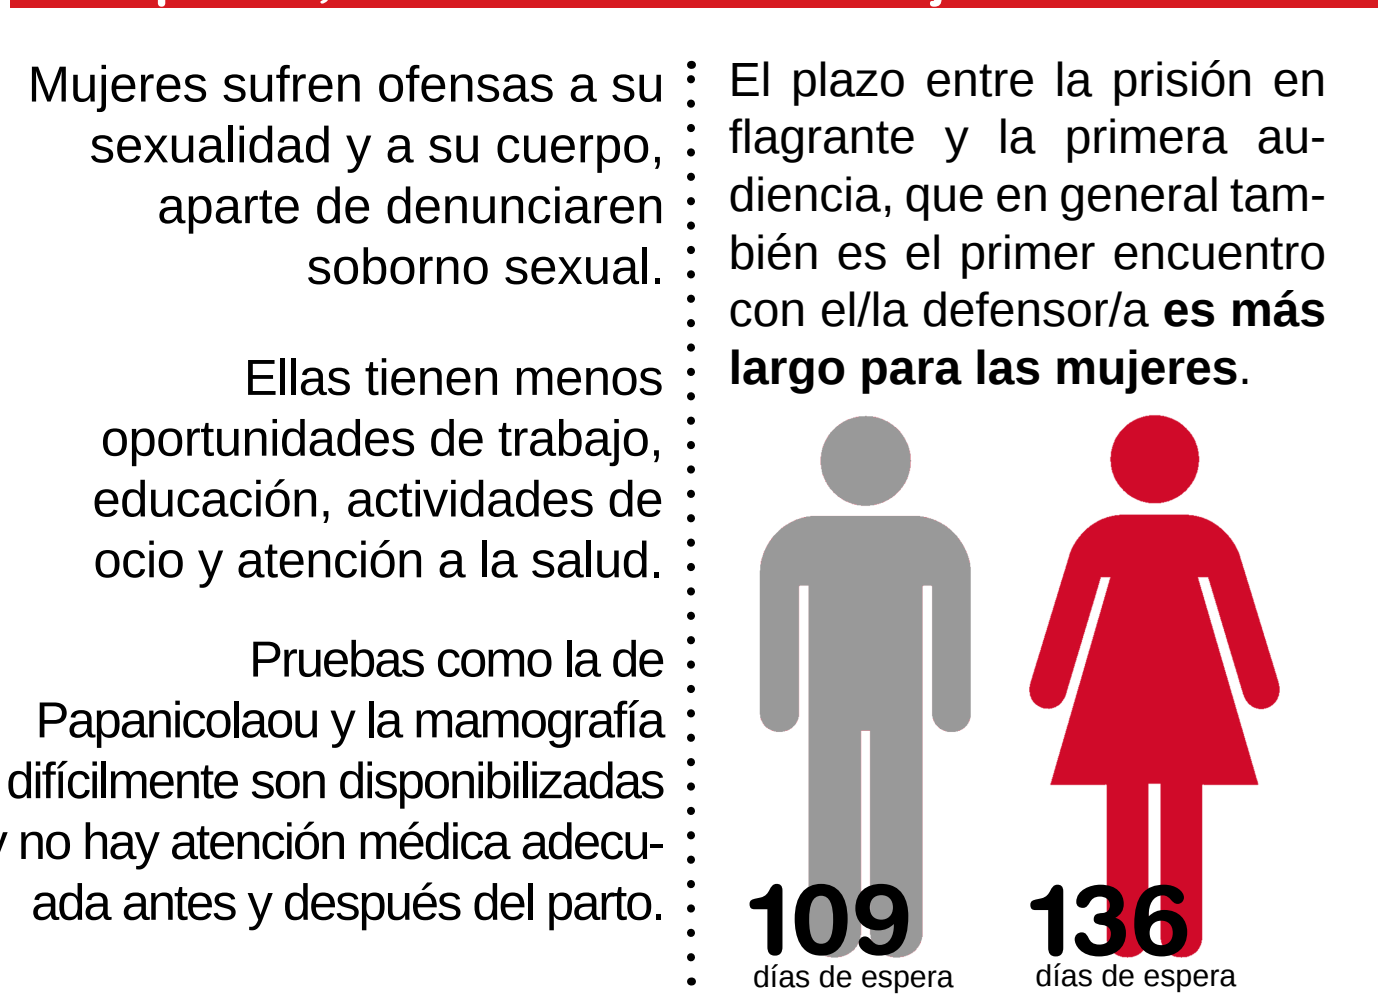 Mujeres sufren ofensas a su
sexualidad y a su cuerpo,
aparte de denunciaren
soborno sexual.
Ellas tienen menos
oportunidades de trabajo,
educación, actividades de
ocio y atención a la salud.
Pruebas como la de
Papanicolaou y la mamografía
difícilmente son disponibilizadas
y no hay atención médica adecu-
ada antes y después del parto.
El plazo entre la prisión en
flagrante y la primera au-
diencia, que en general tam-
bién es el primer encuentro
con el/la defensor/a es más
largo para las mujeres.
109
días de espera
136
días de espera